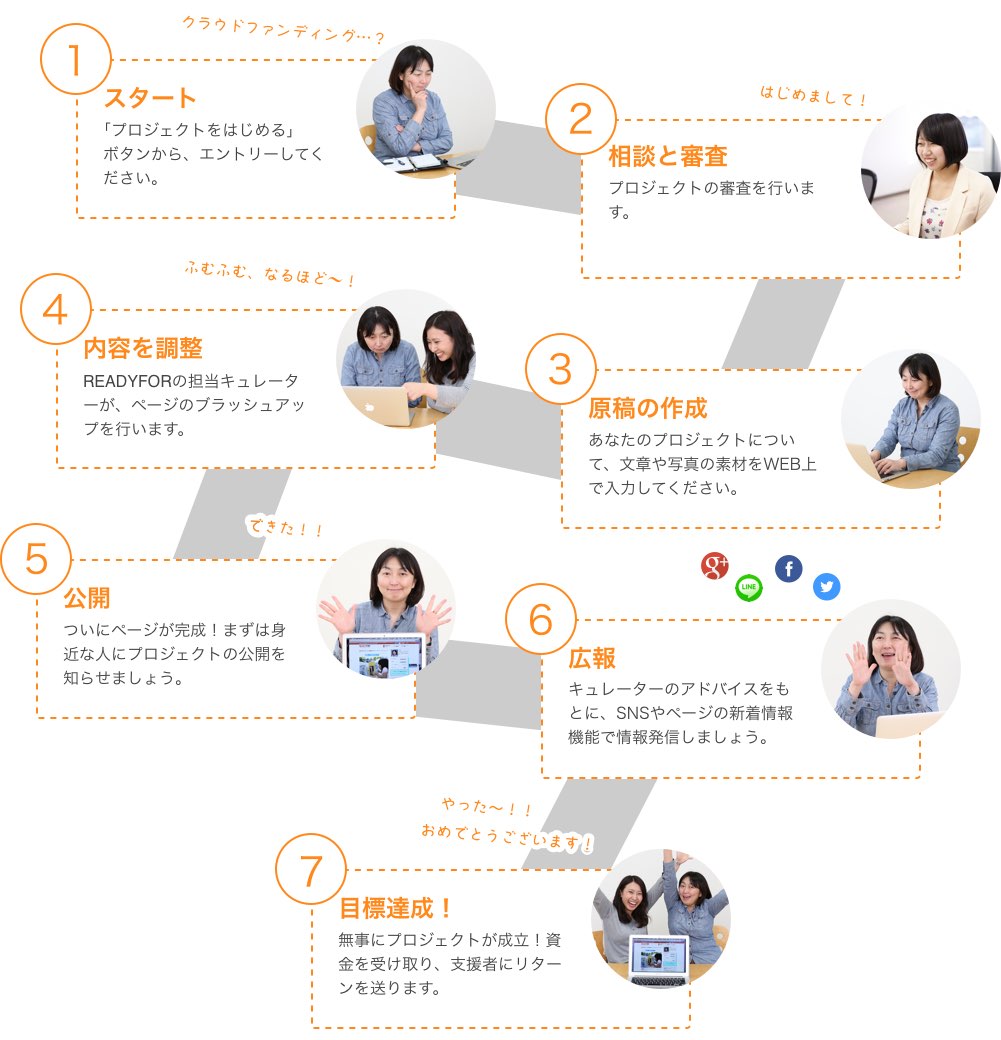 クラウドファンディング…？
1
スタート
「プロジェクトをはじめる」
ボタンから、エントリーしてく
ださい。
はじめまして！
2
相談と審査
プロジェクトの審査を行いま
す。
3
原稿の作成
あなたのプロジェクトについ
て、文章や写真の素材をWEB上
で入力してください。
ふむふむ、なるほど〜！
4
内容を調整
READYFORの担当キュレータ
ーが、ページのブラッシュアッ
プを行います。
できた！！
5
公開
ついにページが完成！まずは身
近な人にプロジェクトの公開を
知らせましょう。
g+
LINE
f
6
広報
キュレーターのアドバイスをも
とに、SNSやページの新着情報
機能で情報発信しましょう。
やった〜！！
おめでとうございます！
7
目標達成！
無事にプロジェクトが成立！資
金を受け取り、支援者にリター
ンを送ります。